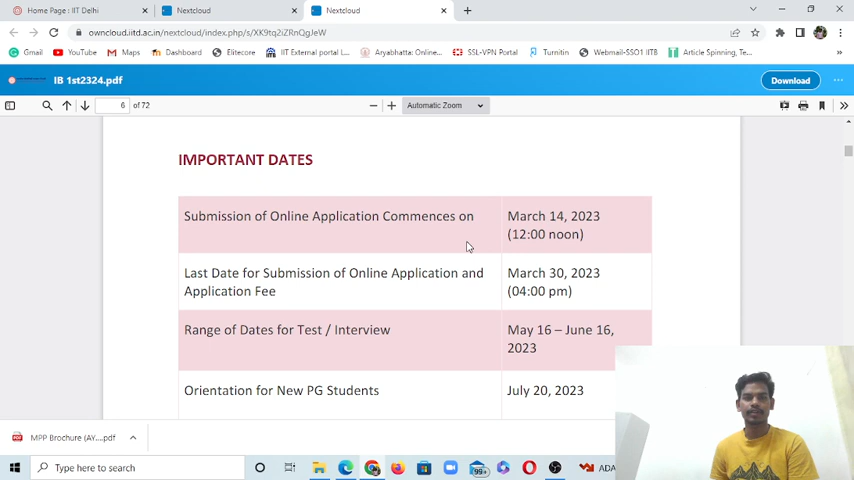 Home Page : IIT Delhi
Nextcloud
Nextcloud
owncloud.iitd.ac.in/nextcloud/index.php/s/XK9tq2iZRnQgJeW
Gmail
YouTube
Maps
Dashboard
Elitecore
IIT External portal I...
Aryabhatta: Online...
SSL-VPN Portal
Turnitin
Webmail-SSO1 IITB
Article Spinning, Te...
IB 1st2324.pdf
Download
6 of 72
Automatic Zoom
IMPORTANT DATES
Submission of Online Application Commences on
March 14, 2023
(12:00 noon)
Last Date for Submission of Online Application and
Application Fee
March 30, 2023
(04:00 pm)
Range of Dates for Test / Interview
May 16 – June 16,
2023
Orientation for New PG Students
July 20, 2023
MPP Brochure (AY....pdf
Type here to search
99+
ADA